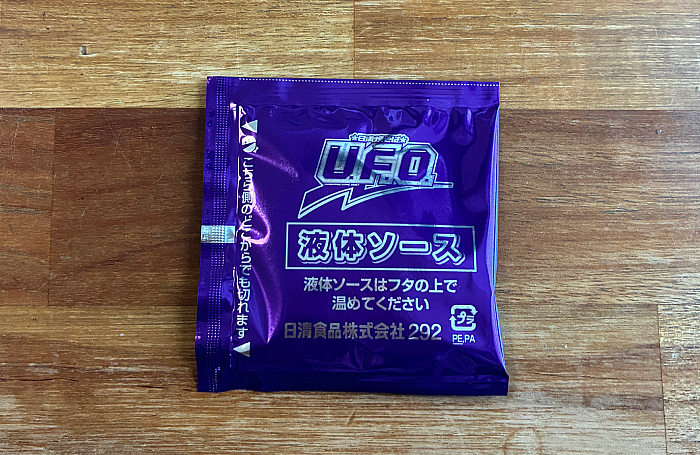 日清焼そば
U.F.O.
液体ソース
液体ソースはフタの上で
温めてください
日清食品株式会社 292
プラ
PE,PA
こちら側のどこからでも切れます